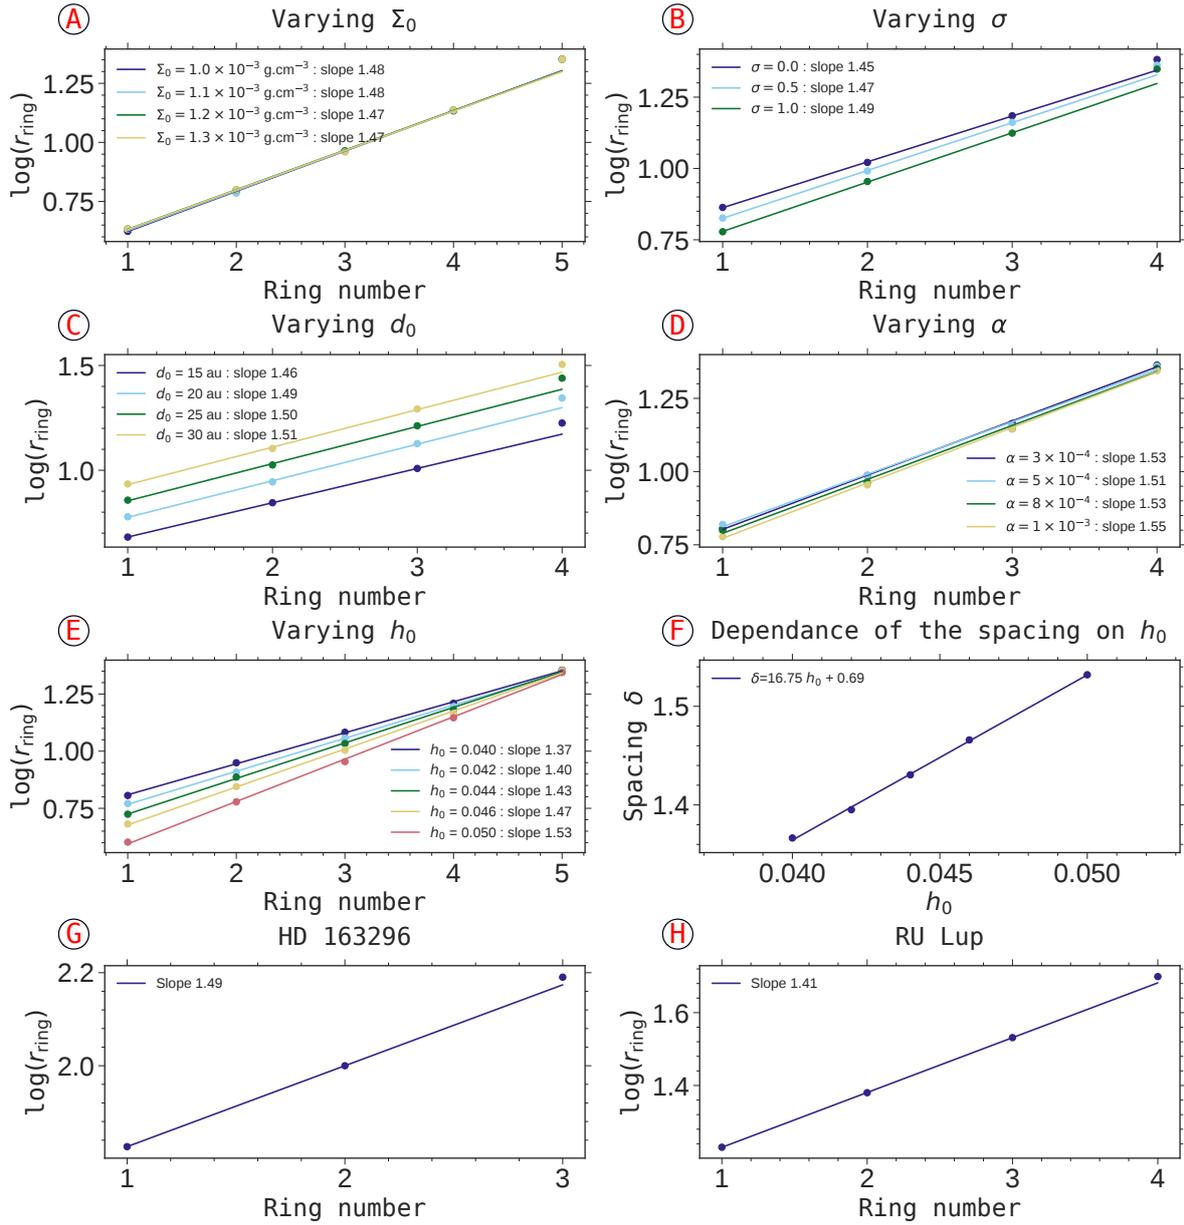 A Varying Σ₀
Σ₀ = 1.0 × 10⁻³ g.cm⁻³ : slope 1.48
Σ₀ = 1.1 × 10⁻³ g.cm⁻³ : slope 1.48
Σ₀ = 1.2 × 10⁻³ g.cm⁻³ : slope 1.47
Σ₀ = 1.3 × 10⁻³ g.cm⁻³ : slope 1.47
log(r_ring)
1.25
1.00
0.75
1 2 3 4 5
Ring number
B Varying σ
σ = 0.0 : slope 1.45
σ = 0.5 : slope 1.47
σ = 1.0 : slope 1.49
log(r_ring)
1.25
1.00
0.75
1 2 3 4
Ring number
C Varying d₀
d₀ = 15 au : slope 1.46
d₀ = 20 au : slope 1.49
d₀ = 25 au : slope 1.50
d₀ = 30 au : slope 1.51
log(r_ring)
1.5
1.0
1 2 3 4
Ring number
D Varying α
α = 3 × 10⁻⁴ : slope 1.53
α = 5 × 10⁻⁴ : slope 1.51
α = 8 × 10⁻⁴ : slope 1.53
α = 1 × 10⁻³ : slope 1.55
log(r_ring)
1.25
1.00
0.75
1 2 3 4
Ring number
E Varying h₀
h₀ = 0.040 : slope 1.37
h₀ = 0.042 : slope 1.40
h₀ = 0.044 : slope 1.43
h₀ = 0.046 : slope 1.47
h₀ = 0.050 : slope 1.53
log(r_ring)
1.25
1.00
0.75
1 2 3 4 5
Ring number
F Dependance of the spacing on h₀
δ=16.75 h₀ + 0.69
Spacing δ
1.5
1.4
0.040 0.045 0.050
h₀
G HD 163296
Slope 1.49
log(r_ring)
2.2
2.0
1 2 3
Ring number
H RU Lup
Slope 1.41
log(r_ring)
1.6
1.4
1 2 3 4
Ring number